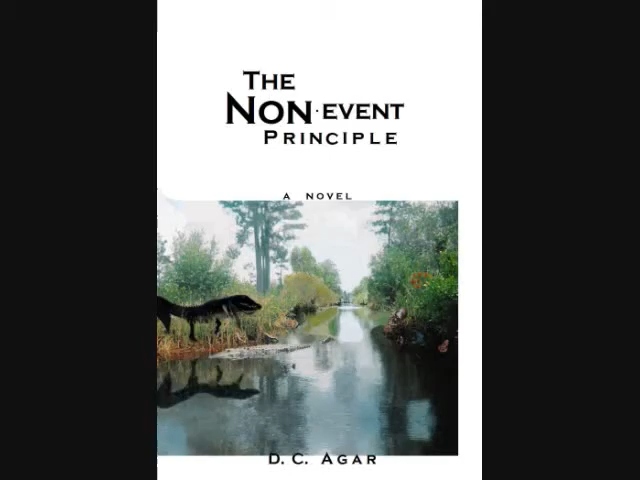 THE
NON·EVENT
PRINCIPLE
A NOVEL
D. C. AGAR